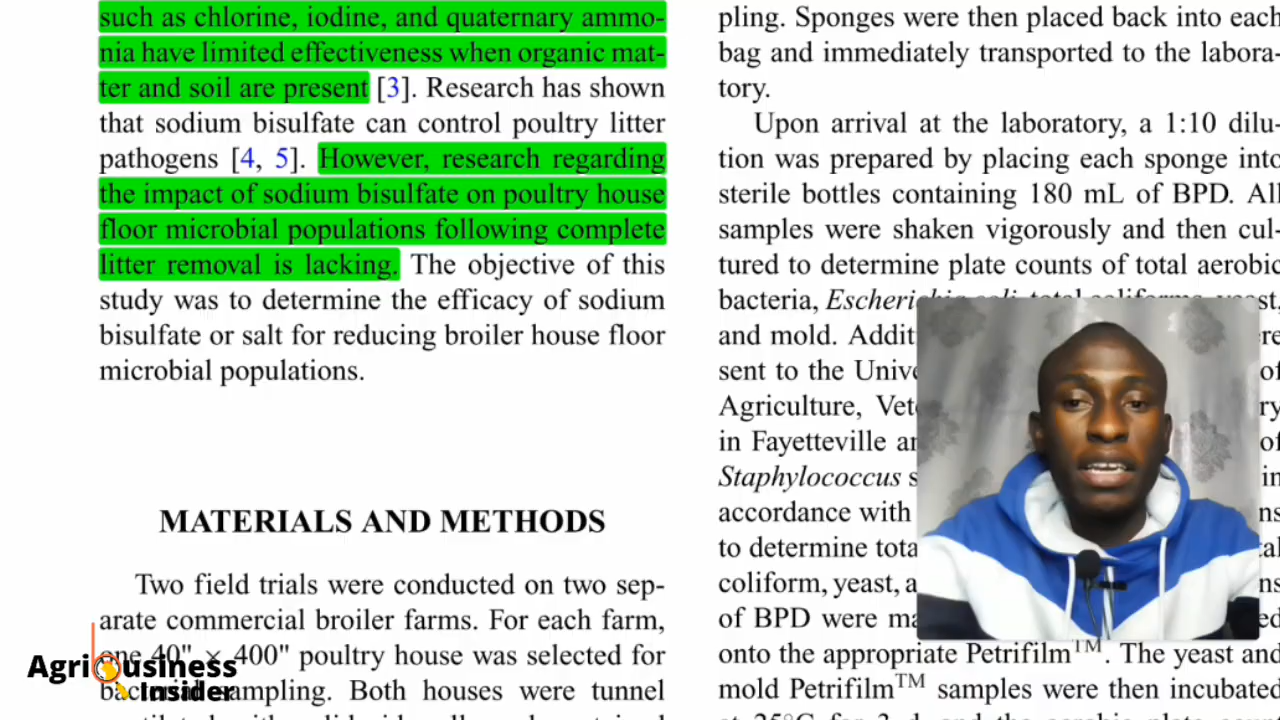 such as chlorine, iodine, and quaternary ammo-
nia have limited effectiveness when organic mat-
ter and soil are present [3]. Research has shown
that sodium bisulfate can control poultry litter
pathogens [4, 5]. However, research regarding
the impact of sodium bisulfate on poultry house
floor microbial populations following complete
litter removal is lacking. The objective of this
study was to determine the efficacy of sodium
bisulfate or salt for reducing broiler house floor
microbial populations.
MATERIALS AND METHODS
Two field trials were conducted on two sep-
arate commercial broiler farms. For each farm,
one 40" × 400" poultry house was selected for
bacterial sampling. Both houses were tunnel
pling. Sponges were then placed back into each
bag and immediately transported to the labora-
tory.
Upon arrival at the laboratory, a 1:10 dilu-
tion was prepared by placing each sponge into
sterile bottles containing 180 mL of BPD. All
samples were shaken vigorously and then cul-
tured to determine plate counts of total aerobic
bacteria, Escherichia coli, total coliforms, yeast,
and mold.
sent to the
Agriculture,
in Fayetteville
Staphylococcus
accordance with
to determine
coliform, yeast,
of BPD were
onto the appropriate Petrifilm™. The yeast and
mold Petrifilm™ samples were then incubated
Agribusiness
Insider